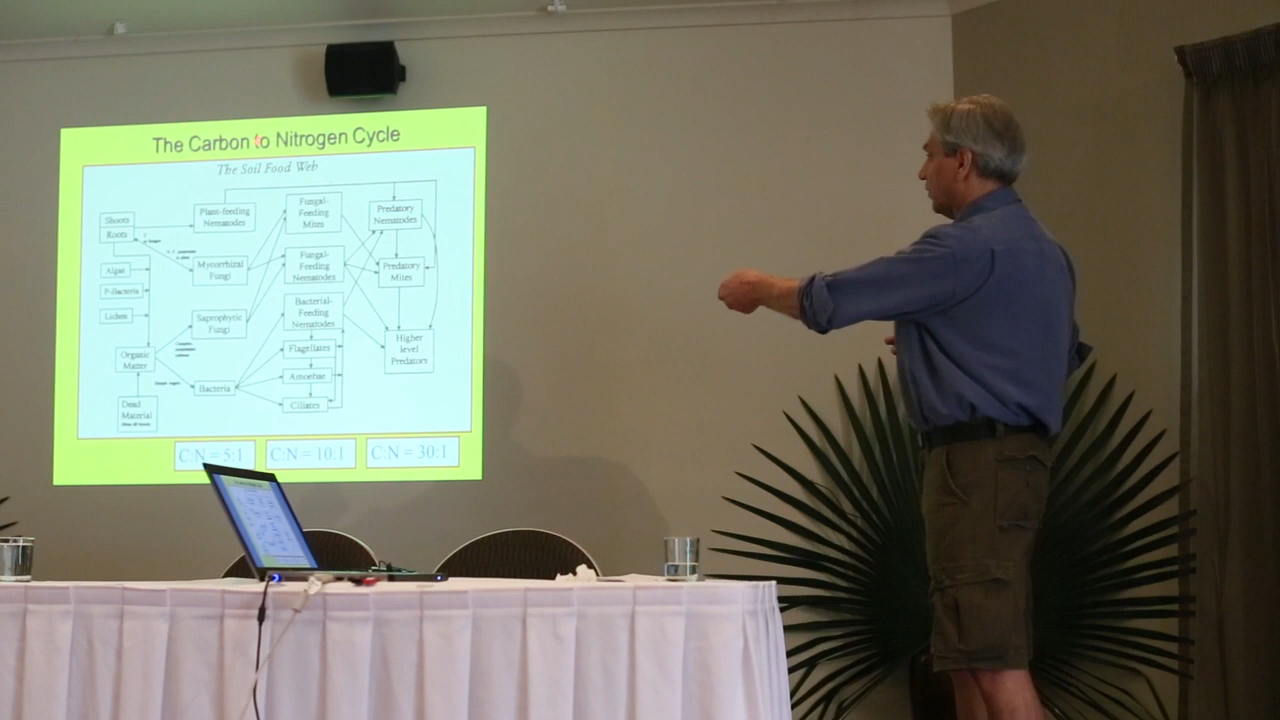 The Carbon to Nitrogen Cycle
The Soil Food Web
Shoots
Roots
Plant-feeding
Nematodes
Fungal-
Feeding
Mites
Predatory
Nematodes
Algae
P-Bacteria
Lichen
Mycorrhizal
Fungi
Fungal-
Feeding
Nematodes
Predatory
Mites
Saprophytic
Fungi
Bacterial-
Feeding
Nematodes
Organic
Matter
Flagellates
Higher
level
Predators
Bacteria
Amoebae
Ciliates
Dead
Material
C:N = 5:1
C:N = 10:1
C:N = 30:1